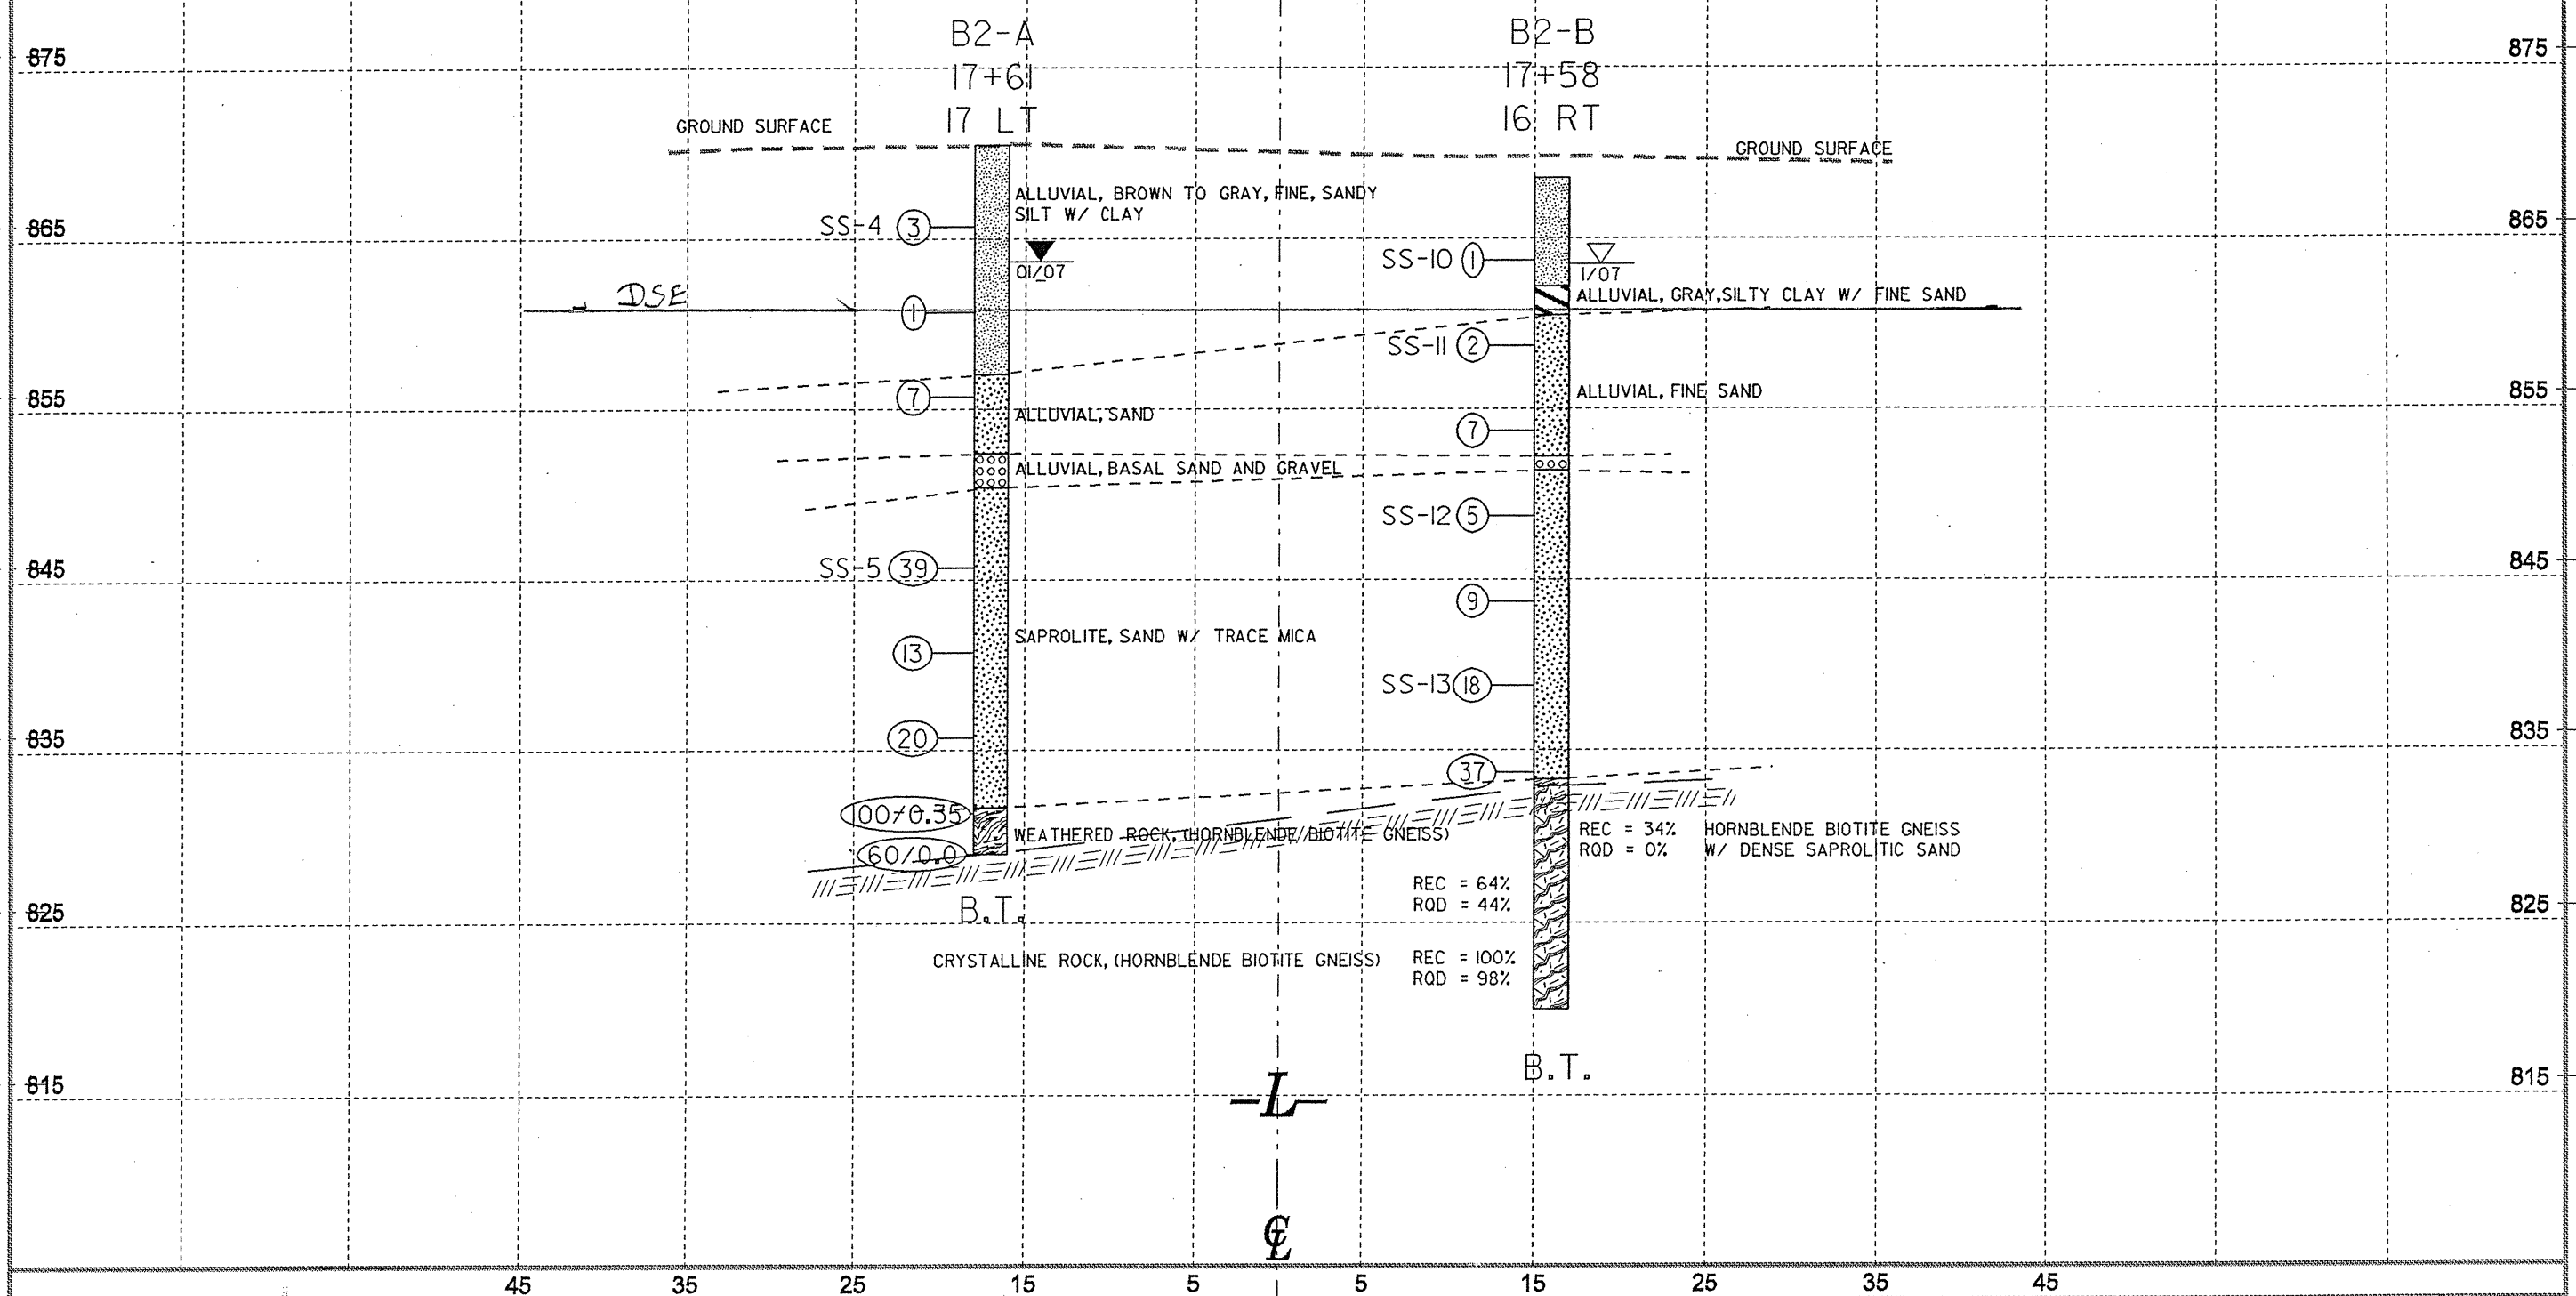 B2-A
17+61
17 LT
B2-B
17+58
16 RT
875
875
GROUND SURFACE
GROUND SURFACE
ALLUVIAL, BROWN TO GRAY, FINE, SANDY
SILT W/ CLAY
865
SS-4 3
865
01/07
SS-10 1
1/07
DSE
1
ALLUVIAL, GRAY, SILTY CLAY W/ FINE SAND
SS-11 2
855
7
ALLUVIAL, SAND
ALLUVIAL, FINE SAND
855
7
ALLUVIAL, BASAL SAND AND GRAVEL
SS-12 5
845
SS-5 39
845
9
SAPROLITE, SAND W/ TRACE MICA
13
SS-13 18
835
20
835
37
100/0.35
WEATHERED ROCK, (HORNBLENDE BIOTITE GNEISS)
60/0.0
REC = 34% HORNBLENDE BIOTITE GNEISS
RQD = 0% W/ DENSE SAPROLITIC SAND
REC = 64%
RQD = 44%
825
B.T.
825
CRYSTALLINE ROCK, (HORNBLENDE BIOTITE GNEISS)
REC = 100%
RQD = 98%
B.T.
815
-L-
815
℄
45 35 25 15 5 5 15 25 35 45